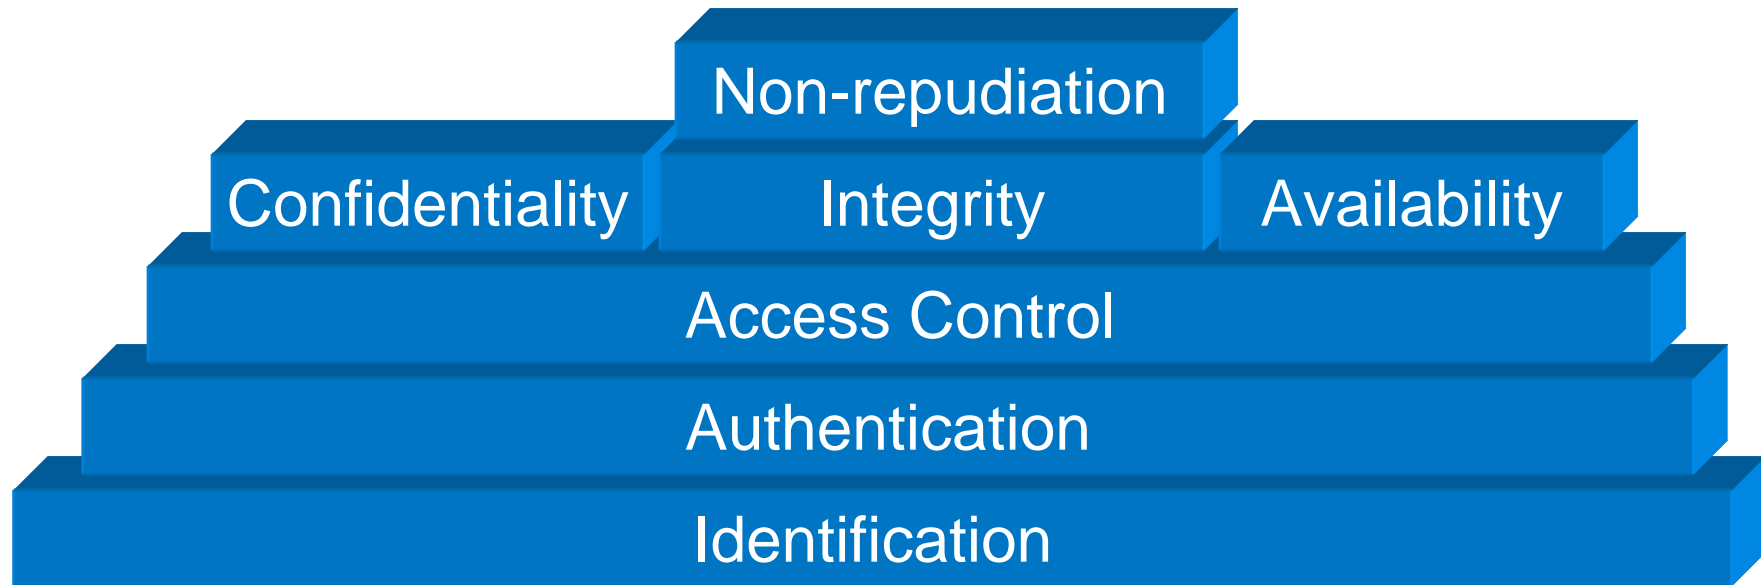 Non-repudiation
Confidentiality Integrity Availability
Access Control
Authentication
Identification